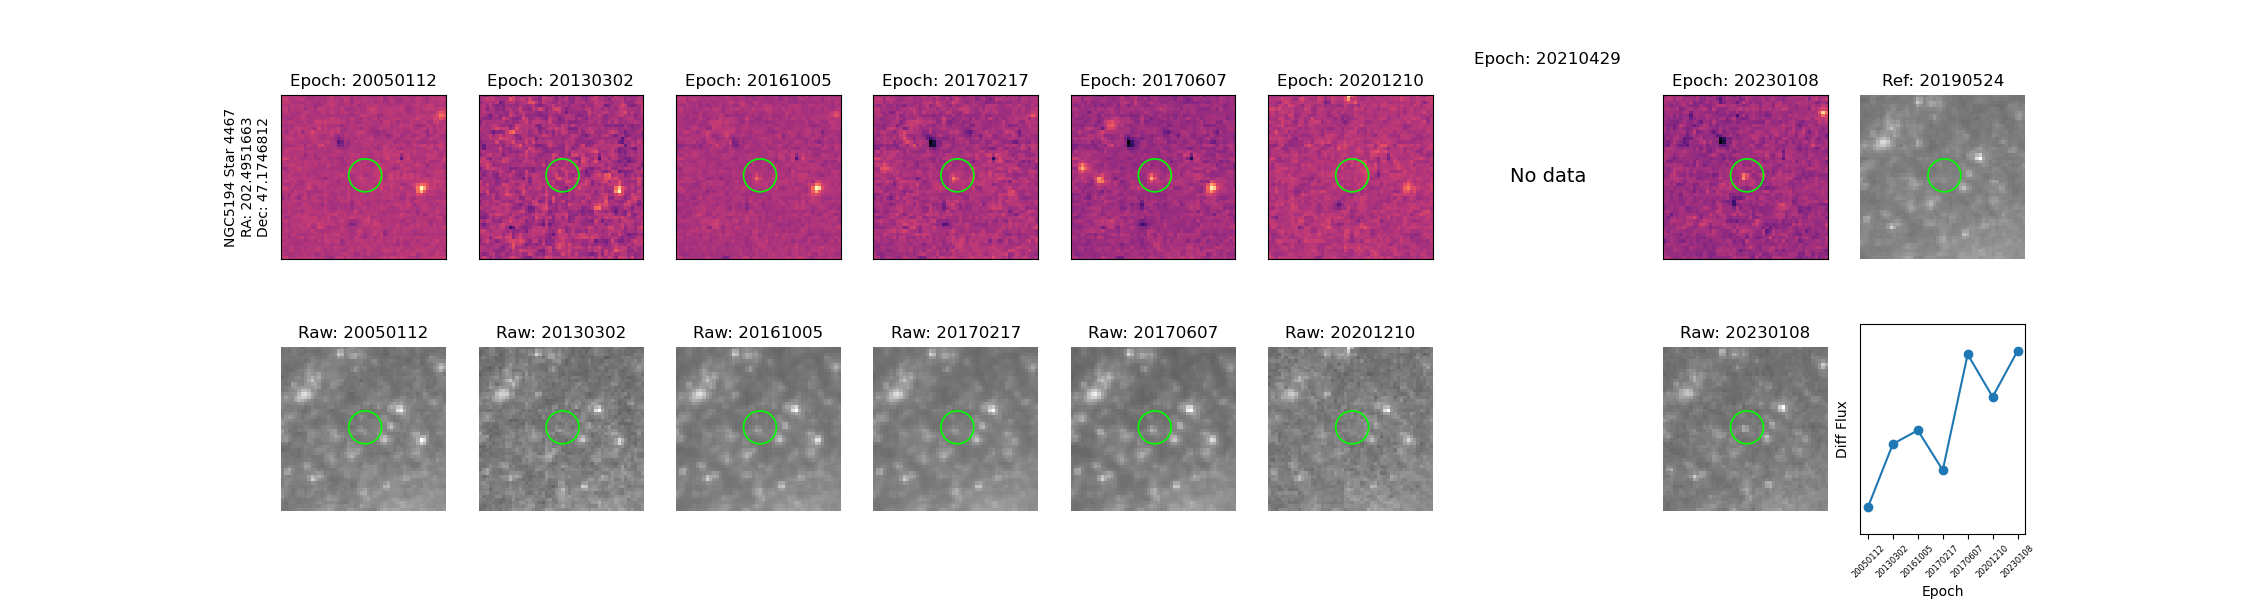 NGC5194 Star 4467
RA: 202.4951663
Dec: 47.1746812
Epoch: 20050112
Epoch: 20130302
Epoch: 20161005
Epoch: 20170217
Epoch: 20170607
Epoch: 20201210
Epoch: 20210429
No data
Epoch: 20230108
Ref: 20190524
Raw: 20050112
Raw: 20130302
Raw: 20161005
Raw: 20170217
Raw: 20170607
Raw: 20201210
Raw: 20230108
Diff Flux
20050112
20130302
20161005
20170217
20170607
20201210
20230108
Epoch